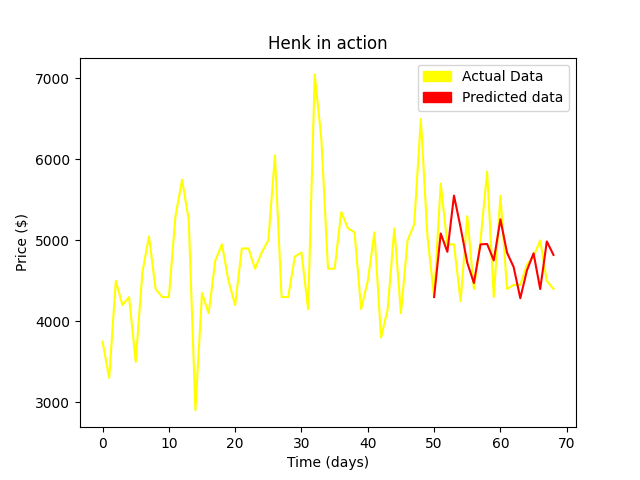 Henk in action
Actual Data
Predicted data
7000
6000
5000
4000
3000
Price ($)
0 10 20 30 40 50 60 70
Time (days)